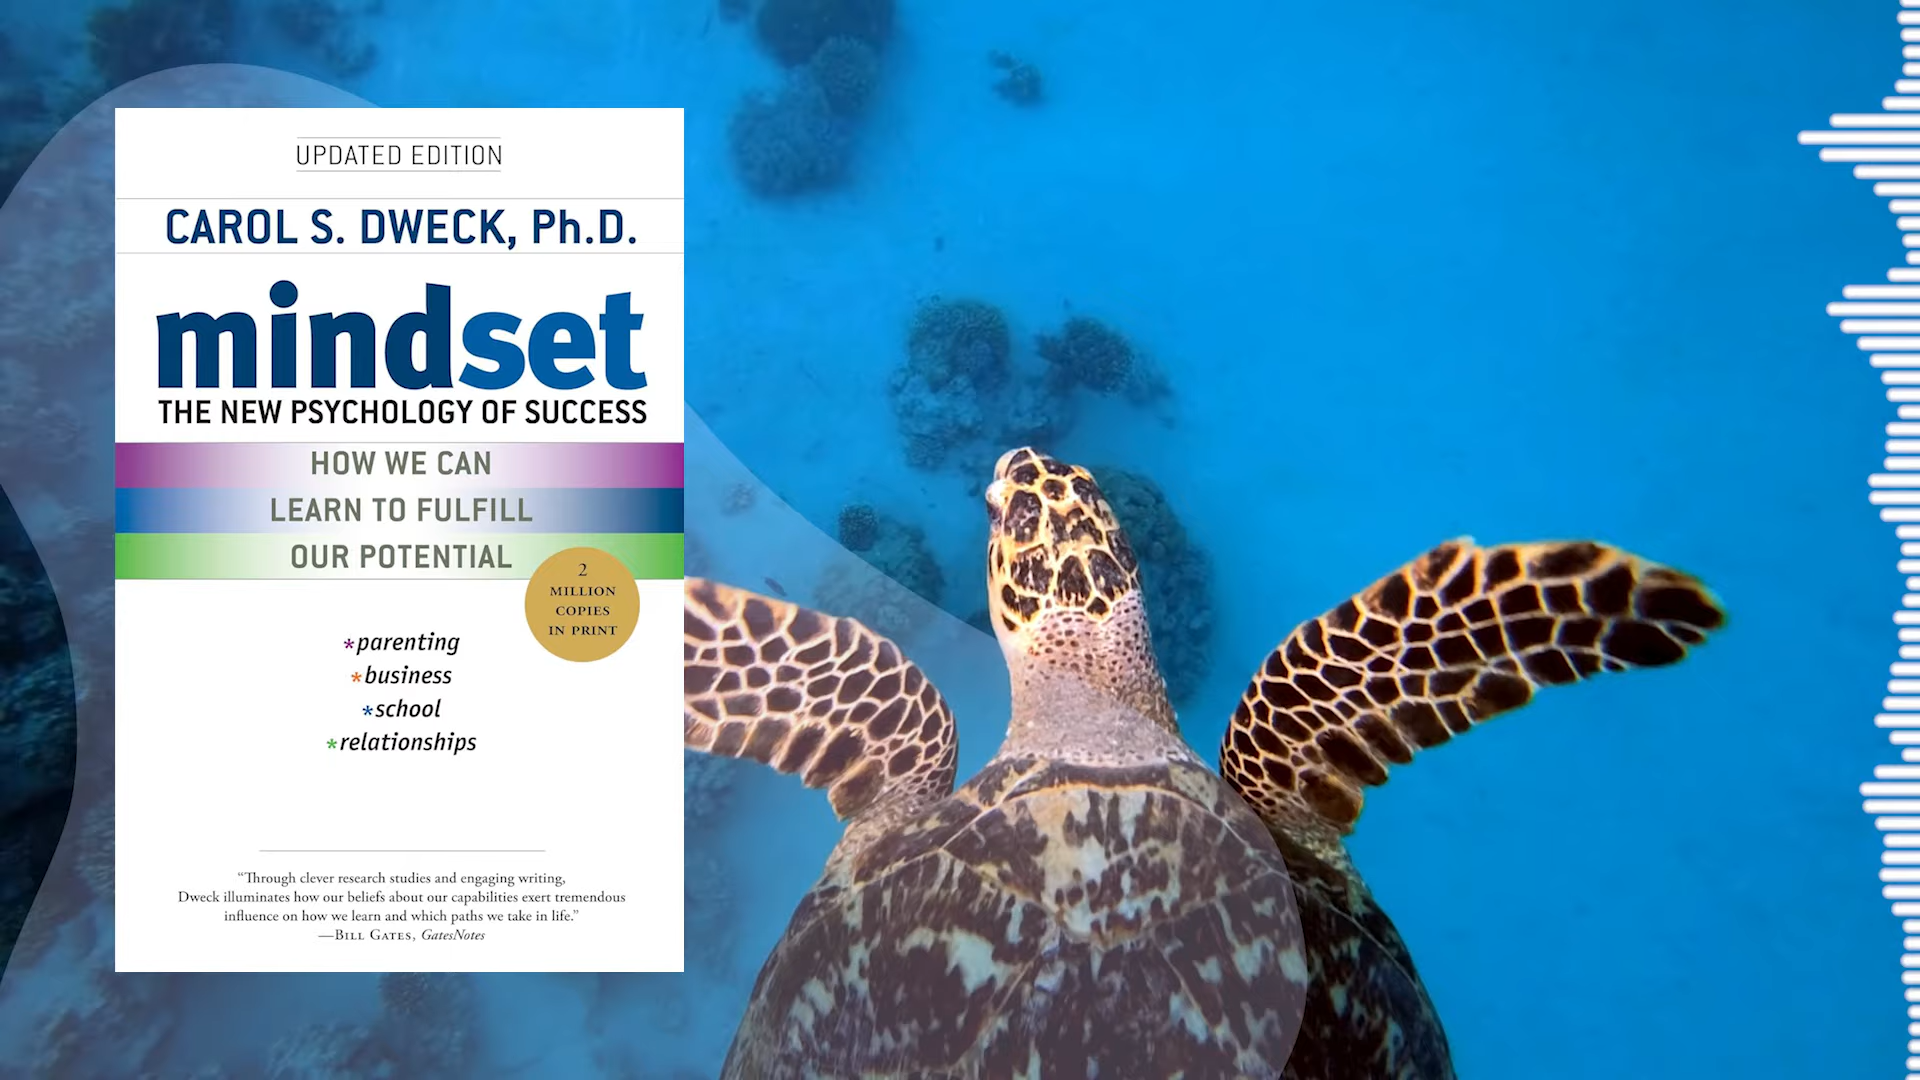 UPDATED EDITION
CAROL S. DWECK, Ph.D.
mindset
THE NEW PSYCHOLOGY OF SUCCESS
HOW WE CAN
LEARN TO FULFILL
OUR POTENTIAL
2
MILLION
COPIES
IN PRINT
*parenting
*business
*school
*relationships
“Through clever research studies and engaging writing,
Dweck illuminates how our beliefs about our capabilities exert tremendous
influence on how we learn and which paths we take in life.”
—BILL GATES, GatesNotes